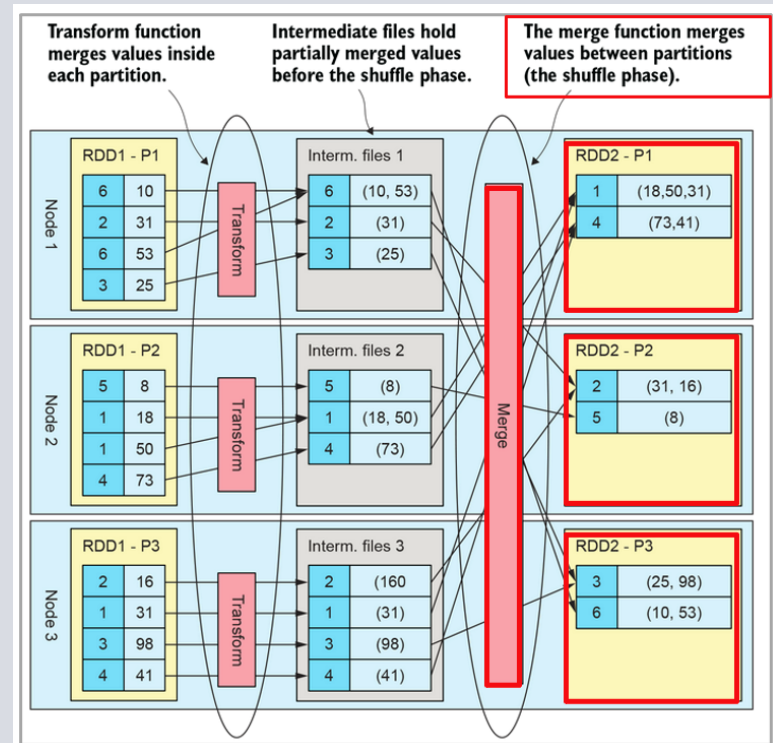 Transform function
merges values inside
each partition.
Intermediate files hold
partially merged values
before the shuffle phase.
The merge function merges
values between partitions
(the shuffle phase).
Node 1
RDD1 - P1
6 10
2 31
6 53
3 25
Transform
Interm. files 1
6 (10, 53)
2 (31)
3 (25)
RDD2 - P1
1 (18,50,31)
4 (73,41)
Node 2
RDD1 - P2
5 8
1 18
1 50
4 73
Transform
Interm. files 2
5 (8)
1 (18, 50)
4 (73)
Merge
RDD2 - P2
2 (31, 16)
5 (8)
Node 3
RDD1 - P3
2 16
1 31
3 98
4 41
Transform
Interm. files 3
2 (160
1 (31)
3 (98)
4 (41)
RDD2 - P3
3 (25, 98)
6 (10, 53)